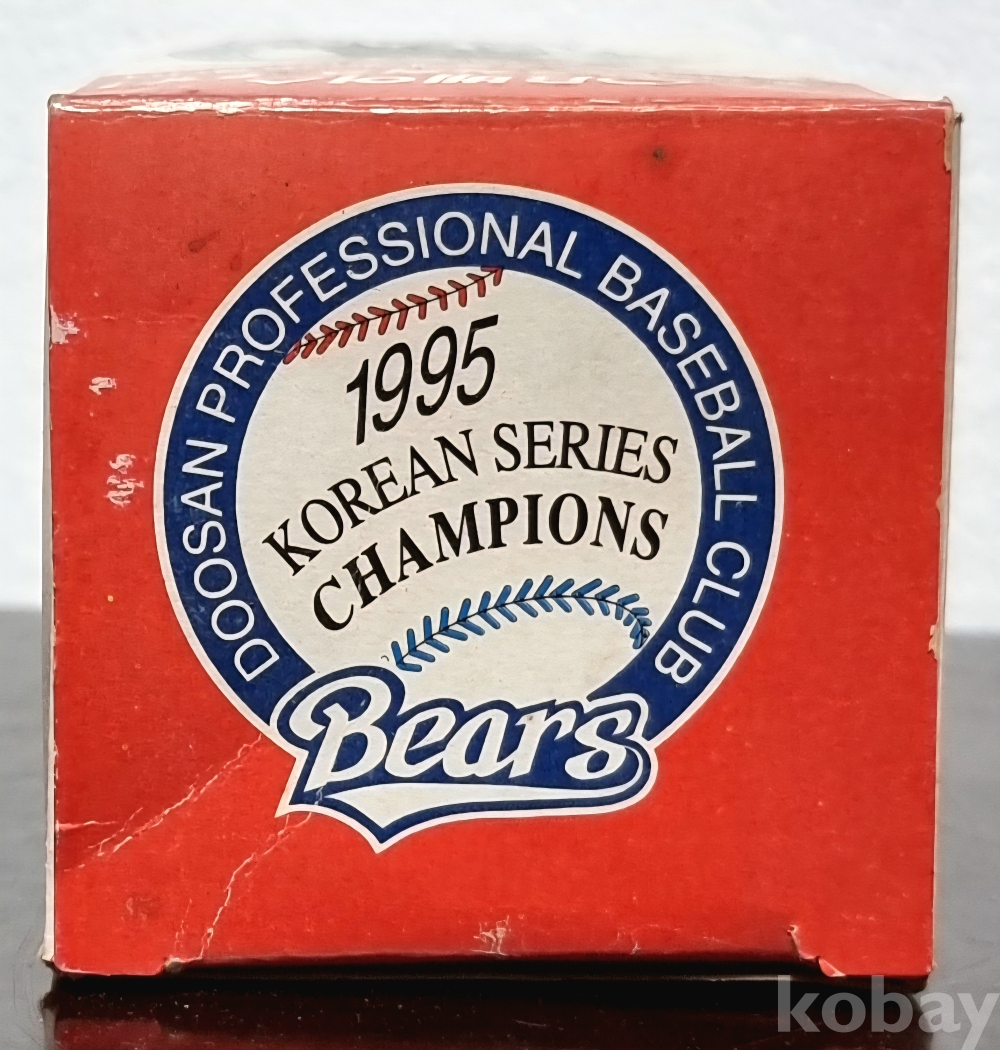 DOOSAN PROFESSIONAL BASEBALL CLUB
1995
KOREAN SERIES
CHAMPIONS
Bears
kobay